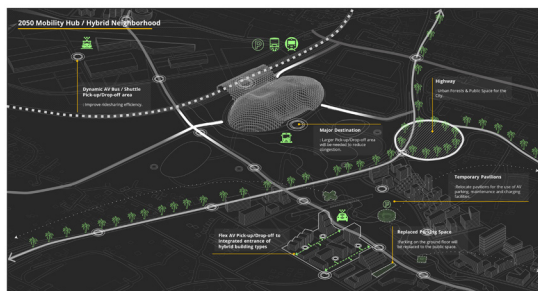 2050 Mobility Hub / Hybrid Neighborhood
P
Dynamic AV Bus / Shuttle
Pick-up/Drop-off area
: Improve ridesharing efficiency.
Highway
: Urban Forests & Public Space for the
City.
Major Destination
: Larger Pick-up/Drop-off area
will be needed to reduce
congestion.
Temporary Pavilions
: Relocate pavilions for the use of AV
parking, maintenance and charging
facilities.
P
Flex AV Pick-up/Drop-off to
integrated entrance of
hybrid building types
Replaced Parking Space
: Parking on the ground floor will
be replaced to the public space.